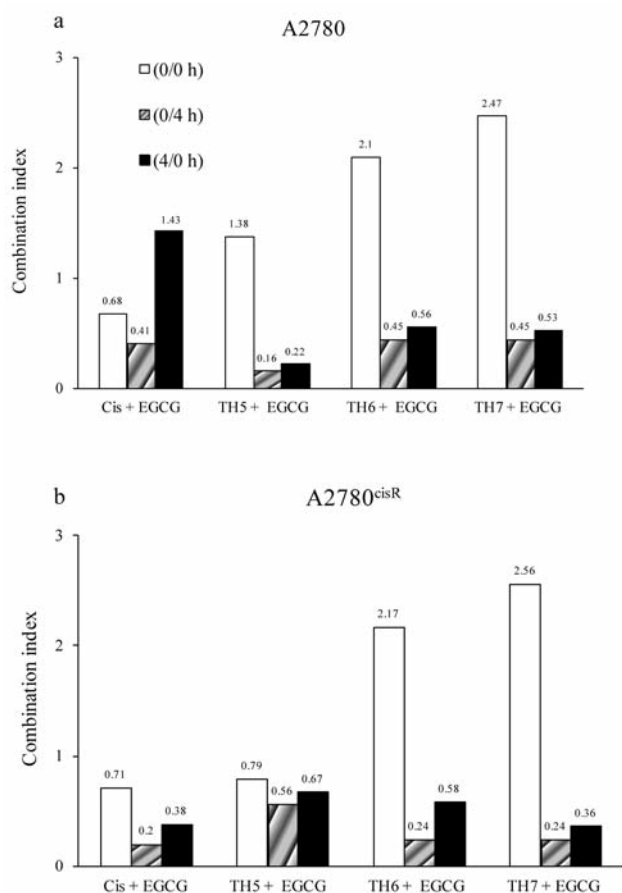 a
A2780
3
(0/0 h)
(0/4 h)
(4/0 h)
2.47
2.1
2
1.43
1.38
1
0.68
0.41
0.16
0.22
0.45
0.56
0.45
0.53
0
Combination index
Cis + EGCG
TH5 + EGCG
TH6 + EGCG
TH7 + EGCG
b
A2780cisR
3
2.56
2.17
2
1
0.71
0.2
0.38
0.79
0.56
0.67
0.24
0.58
0.24
0.36
0
Combination index
Cis + EGCG
TH5 + EGCG
TH6 + EGCG
TH7 + EGCG